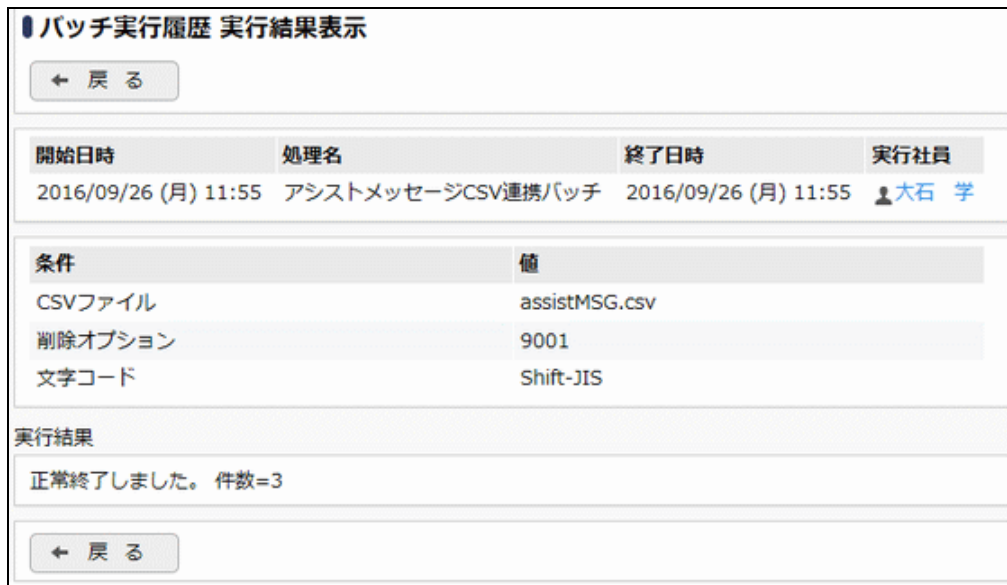 バッチ実行履歴 実行結果表示
← 戻 る
開始日時 処理名 終了日時 実行社員
2016/09/26 (月) 11:55 アシストメッセージCSV連携バッチ 2016/09/26 (月) 11:55 大石 学
条件 値
CSVファイル assistMSG.csv
削除オプション 9001
文字コード Shift-JIS
実行結果
正常終了しました。 件数=3
← 戻 る